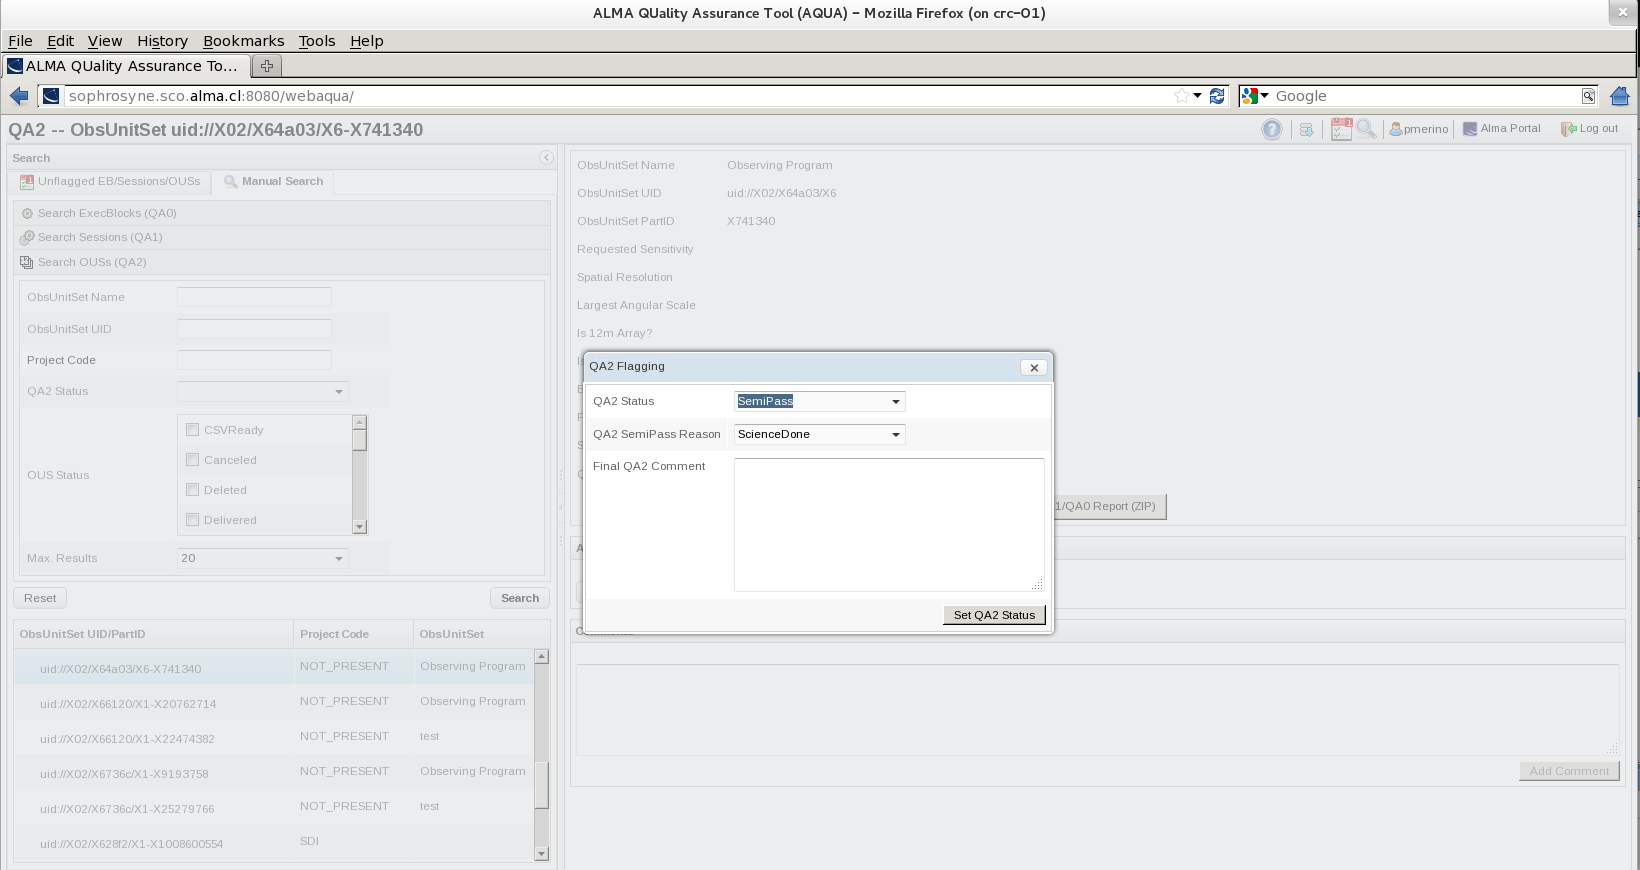 ALMA QUality Assurance Tool (AQUA) – Mozilla Firefox (on crc-01)
File Edit View History Bookmarks Tools Help
ALMA QUality Assurance To...
sophrosyne.sco.alma.cl:8080/webaqua/
Google
QA2 -- ObsUnitSet uid://X02/X64a03/X6-X741340
pmerino
Alma Portal
Log out
Search
Unflagged EB/Sessions/OUSs
Manual Search
Search ExecBlocks (QA0)
Search Sessions (QA1)
Search OUSs (QA2)
ObsUnitSet Name
ObsUnitSet UID
Project Code
QA2 Status
OUS Status
CSVReady
Canceled
Deleted
Delivered
Max. Results
20
Reset
Search
ObsUnitSet UID/PartID Project Code ObsUnitSet
uid://X02/X64a03/X6-X741340 NOT_PRESENT Observing Program
uid://X02/X66120/X1-X20762714 NOT_PRESENT Observing Program
uid://X02/X66120/X1-X22474382 NOT_PRESENT test
uid://X02/X6736c/X1-X9193758 NOT_PRESENT Observing Program
uid://X02/X6736c/X1-X25279766 NOT_PRESENT test
uid://X02/X628f2/X1-X1008600554 SDI
ObsUnitSet Name Observing Program
ObsUnitSet UID uid://X02/X64a03/X6
ObsUnitSet PartID X741340
Requested Sensitivity
Spatial Resolution
Largest Angular Scale
Is 12m Array?
QA2 Flagging
QA2 Status SemiPass
QA2 SemiPass Reason ScienceDone
Final QA2 Comment
Set QA2 Status
1/QA0 Report (ZIP)
Add Comment